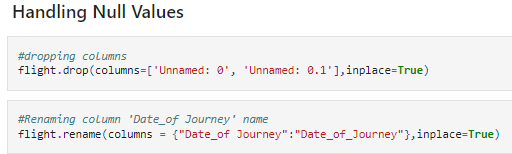 Handling Null Values
#dropping columns
flight.drop(columns=['Unnamed: 0', 'Unnamed: 0.1'],inplace=True)
#Renaming column 'Date_of Journey' name
flight.rename(columns = {"Date_of Journey":"Date_of_Journey"},inplace=True)